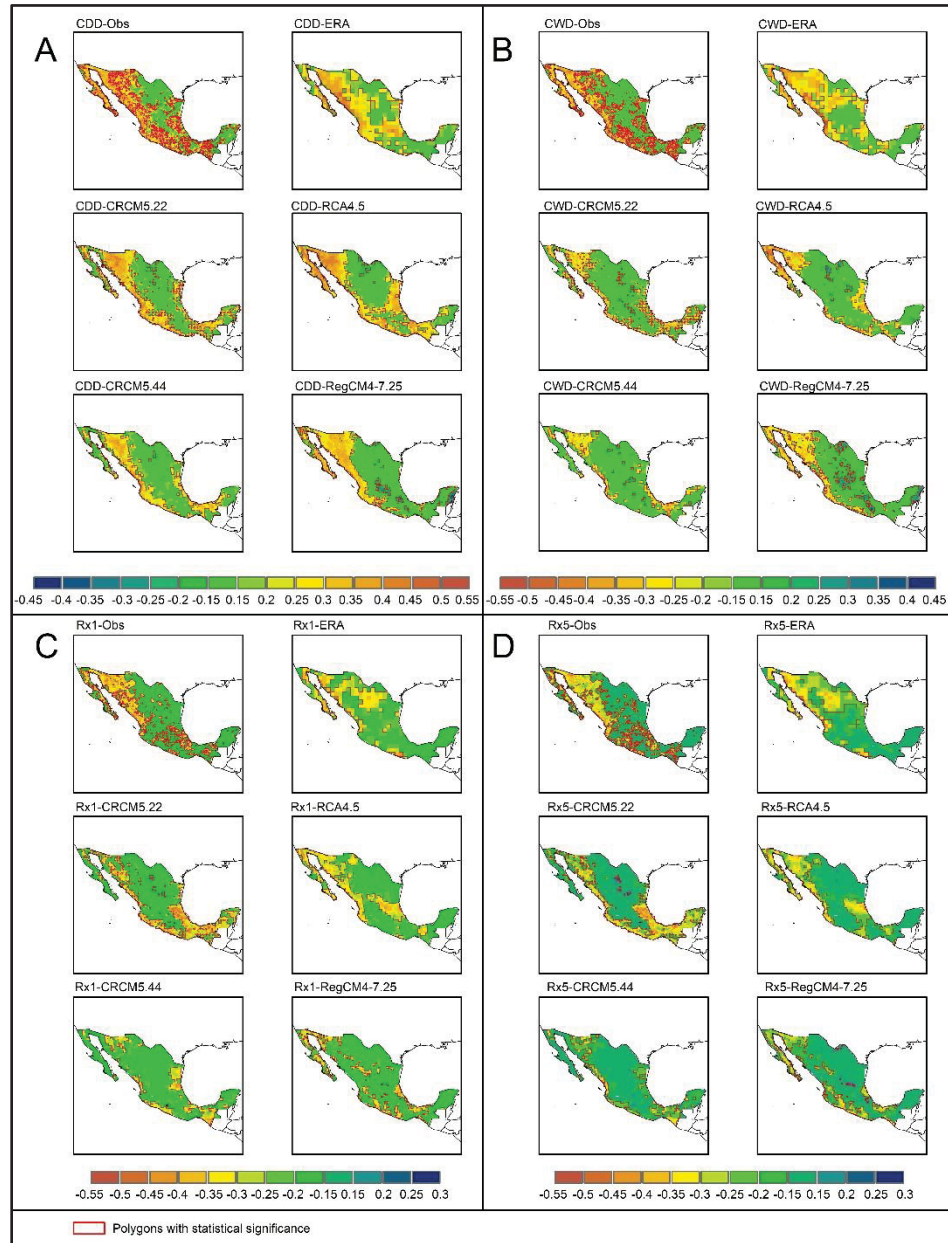 A
CDD-Obs CDD-ERA
CDD-CRCM5.22 CDD-RCA4.5
CDD-CRCM5.44 CDD-RegCM4-7.25
-0.45 -0.4 -0.35 -0.3 -0.25 -0.2 -0.15 0.15 0.2 0.25 0.3 0.35 0.4 0.45 0.5 0.55
B
CWD-Obs CWD-ERA
CWD-CRCM5.22 CWD-RCA4.5
CWD-CRCM5.44 CWD-RegCM4-7.25
-0.55 -0.5 -0.45 -0.4 -0.35 -0.3 -0.25 -0.2 -0.15 0.15 0.2 0.25 0.3 0.35 0.4 0.45
C
Rx1-Obs Rx1-ERA
Rx1-CRCM5.22 Rx1-RCA4.5
Rx1-CRCM5.44 Rx1-RegCM4-7.25
-0.55 -0.5 -0.45 -0.4 -0.35 -0.3 -0.25 -0.2 -0.15 0.15 0.2 0.25 0.3
D
Rx5-Obs Rx5-ERA
Rx5-CRCM5.22 Rx5-RCA4.5
Rx5-CRCM5.44 Rx5-RegCM4-7.25
-0.55 -0.5 -0.45 -0.4 -0.35 -0.3 -0.25 -0.2 0.15 0.15 0.2 0.25 0.3
Polygons with statistical significance